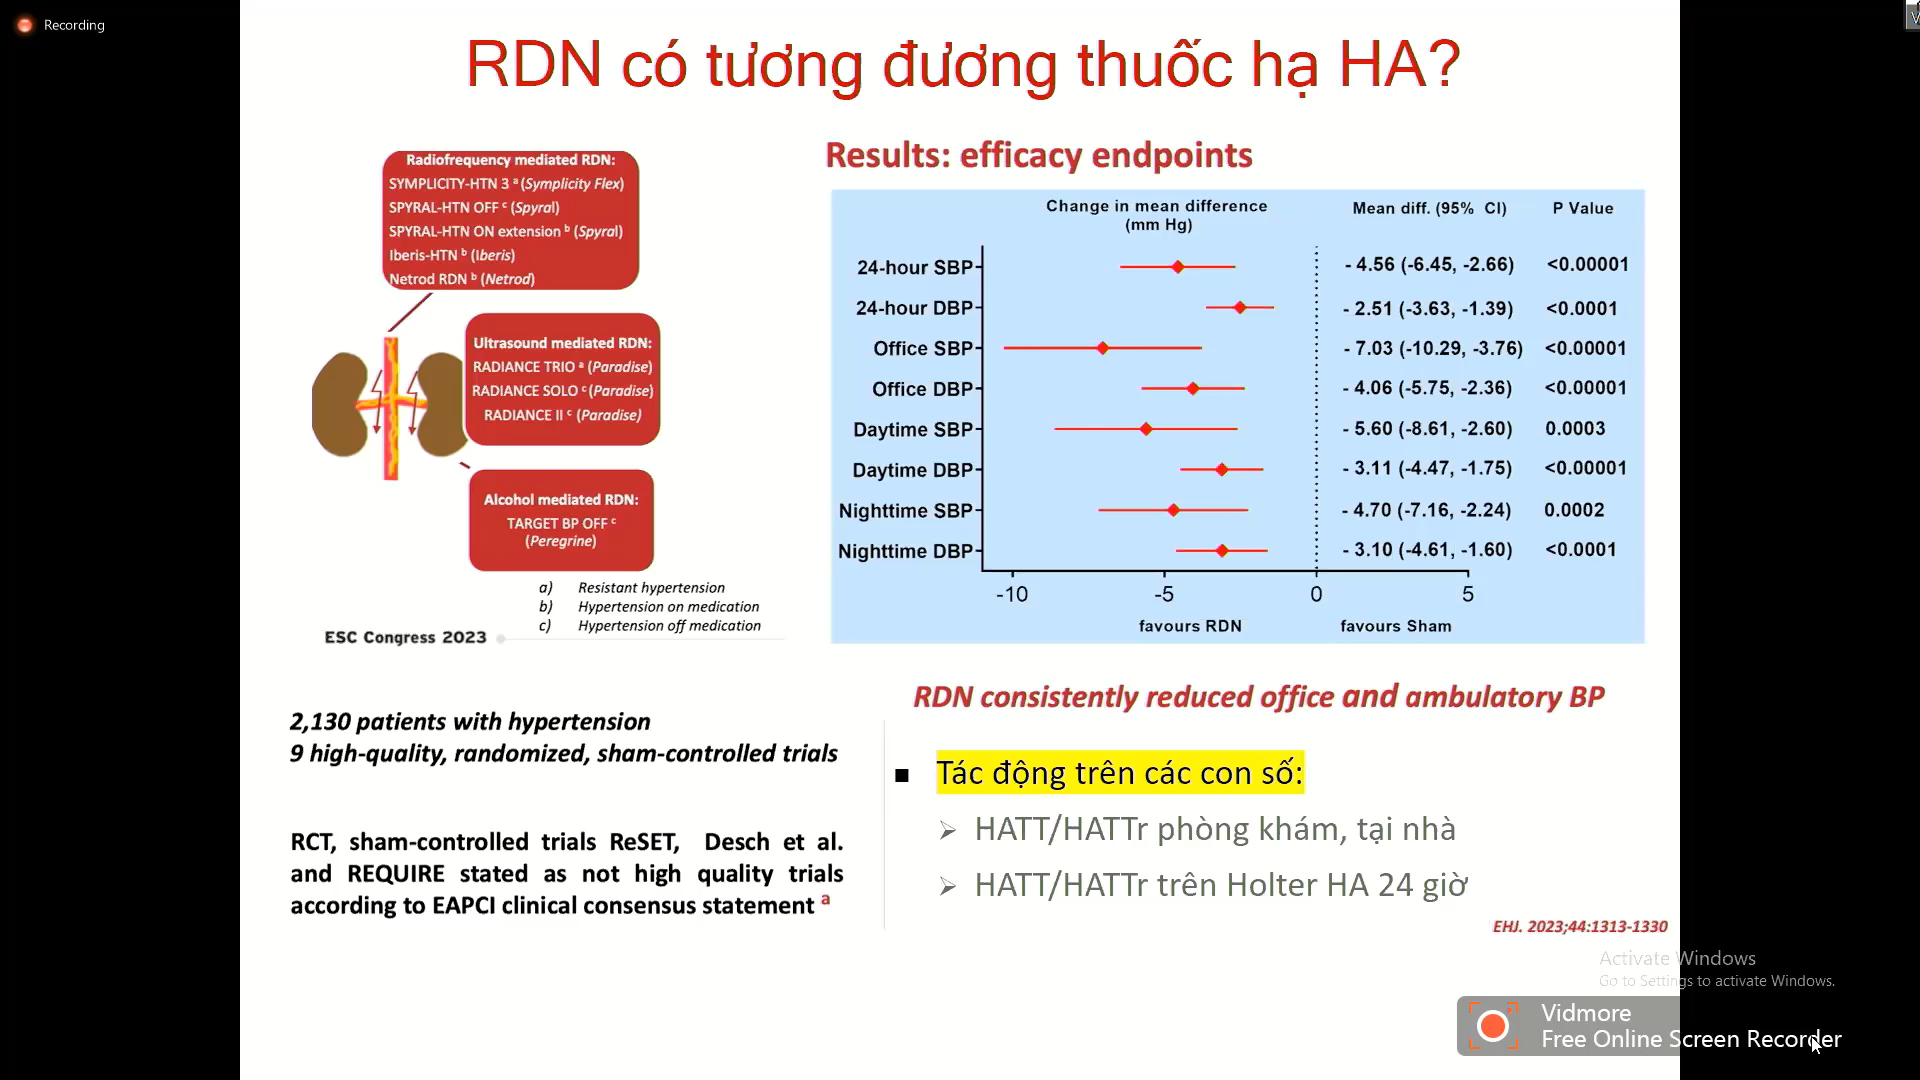 Recording
RDN có tương đương thuốc hạ HA?
Radiofrequency mediated RDN:
SYMPLICITY-HTN 3 a (Symplicity Flex)
SPYRAL-HTN OFF c (Spyral)
SPYRAL-HTN ON extension b (Spyral)
Iberis-HTN b (Iberis)
Netrod RDN b (Netrod)
Ultrasound mediated RDN:
RADIANCE TRIO a (Paradise)
RADIANCE SOLO c (Paradise)
RADIANCE II c (Paradise)
Alcohol mediated RDN:
TARGET BP OFF c
(Peregrine)
a) Resistant hypertension
b) Hypertension on medication
c) Hypertension off medication
ESC Congress 2023
Results: efficacy endpoints
Change in mean difference
(mm Hg)
Mean diff. (95% CI) P Value
24-hour SBP - 4.56 (-6.45, -2.66) <0.00001
24-hour DBP - 2.51 (-3.63, -1.39) <0.0001
Office SBP - 7.03 (-10.29, -3.76) <0.00001
Office DBP - 4.06 (-5.75, -2.36) <0.00001
Daytime SBP - 5.60 (-8.61, -2.60) 0.0003
Daytime DBP - 3.11 (-4.47, -1.75) <0.00001
Nighttime SBP - 4.70 (-7.16, -2.24) 0.0002
Nighttime DBP - 3.10 (-4.61, -1.60) <0.0001
-10 -5 0 5
favours RDN favours Sham
2,130 patients with hypertension
9 high-quality, randomized, sham-controlled trials
RCT, sham-controlled trials ReSET, Desch et al.
and REQUIRE stated as not high quality trials
according to EAPCI clinical consensus statement a
RDN consistently reduced office and ambulatory BP
■ Tác động trên các con số:
➢ HATT/HATTr phòng khám, tại nhà
➢ HATT/HATTr trên Holter HA 24 giờ
EHJ. 2023;44:1313-1330
Activate Windows
Go to Settings to activate Windows.
Vidmore
Free Online Screen Recorder